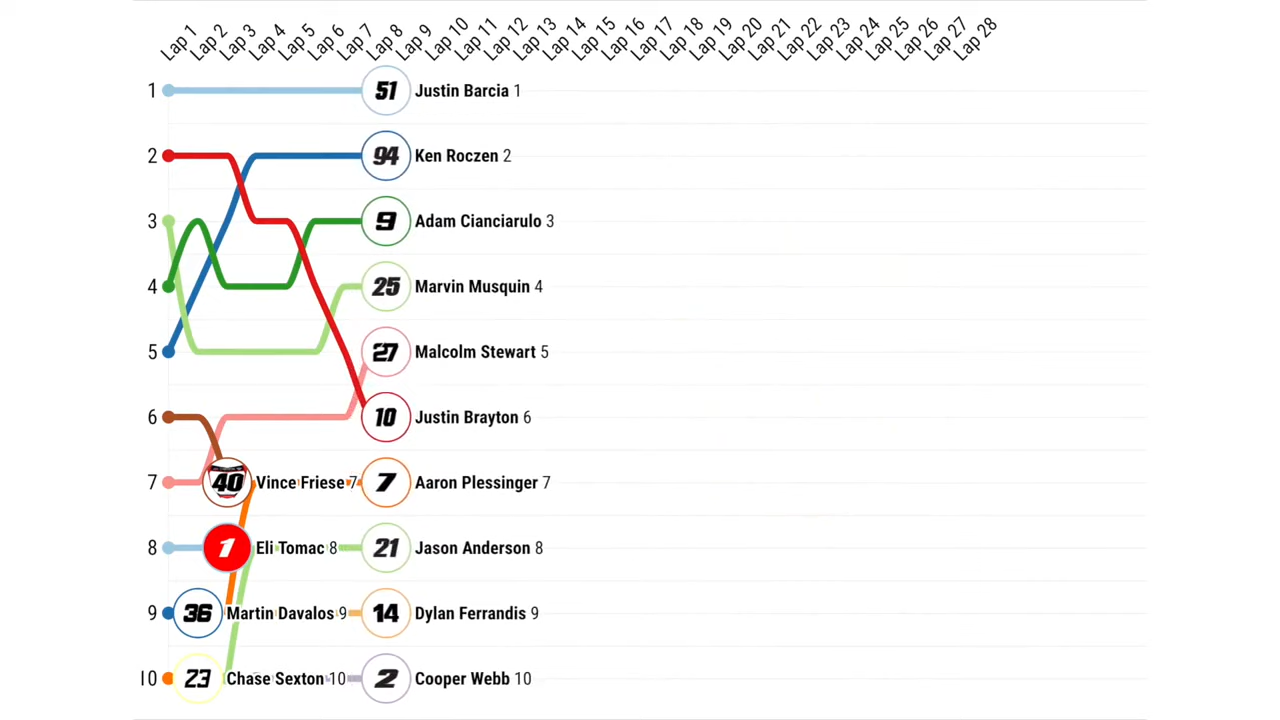 Lap 1 Lap 2 Lap 3 Lap 4 Lap 5 Lap 6 Lap 7 Lap 8 Lap 9 Lap 10 Lap 11 Lap 12 Lap 13 Lap 14 Lap 15 Lap 16 Lap 17 Lap 18 Lap 19 Lap 20 Lap 21 Lap 22 Lap 23 Lap 24 Lap 25 Lap 26 Lap 27 Lap 28
1 51 Justin Barcia 1
2 94 Ken Roczen 2
3 9 Adam Cianciarulo 3
4 25 Marvin Musquin 4
5 27 Malcolm Stewart 5
6 10 Justin Brayton 6
7 40 Vince Friese 7 7 Aaron Plessinger 7
8 1 Eli Tomac 8 21 Jason Anderson 8
9 36 Martin Davalos 9 14 Dylan Ferrandis 9
10 23 Chase Sexton 10 2 Cooper Webb 10